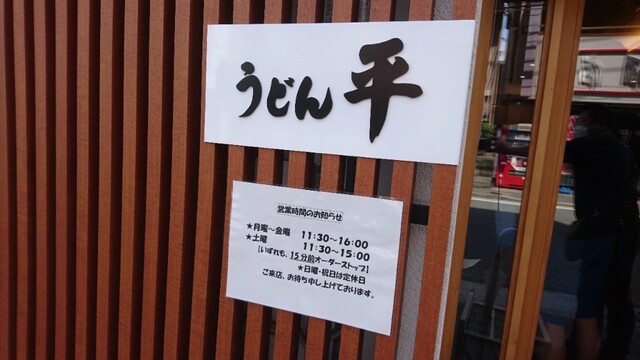 うどん 平
営業時間のお知らせ
★月曜～金曜 11:30～16:00
★土曜 11:30～15:00
【いずれも、15分前オーダーストップ】
★日曜・祝日は定休日
ご来店、お待ち申し上げております。